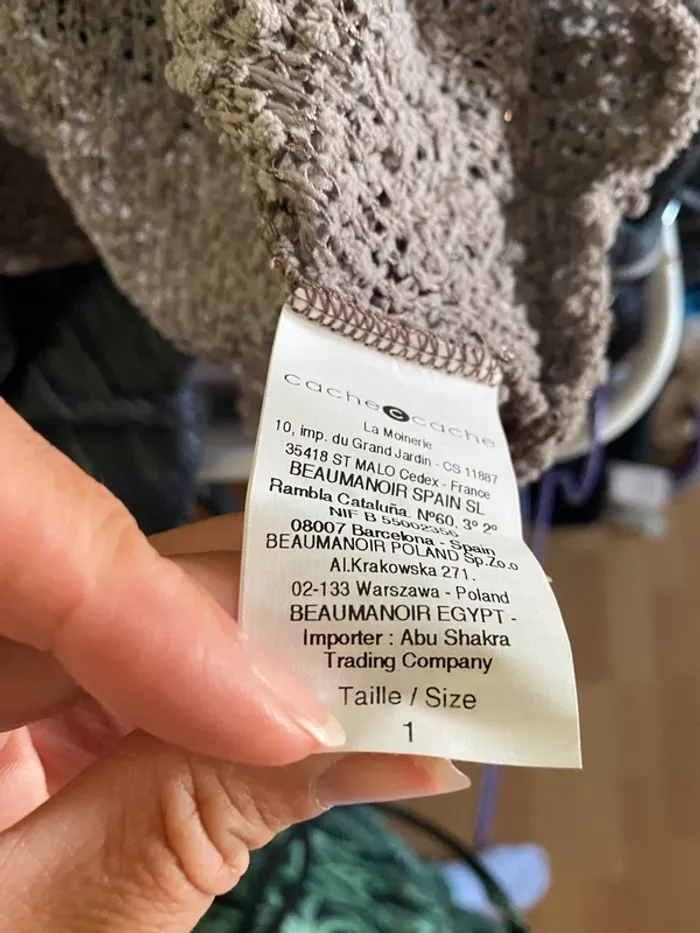 cache c cache
La Moinerie
10, imp. du Grand Jardin - CS 11887
35418 ST MALO Cedex - France
BEAUMANOIR SPAIN SL
Rambla Cataluña. Nº60, 3º 2º
NIF B 55002356
08007 Barcelona - Spain
BEAUMANOIR POLAND Sp.Zo.o
Al.Krakowska 271.
02-133 Warszawa - Poland
BEAUMANOIR EGYPT -
Importer : Abu Shakra
Trading Company
Taille / Size
1